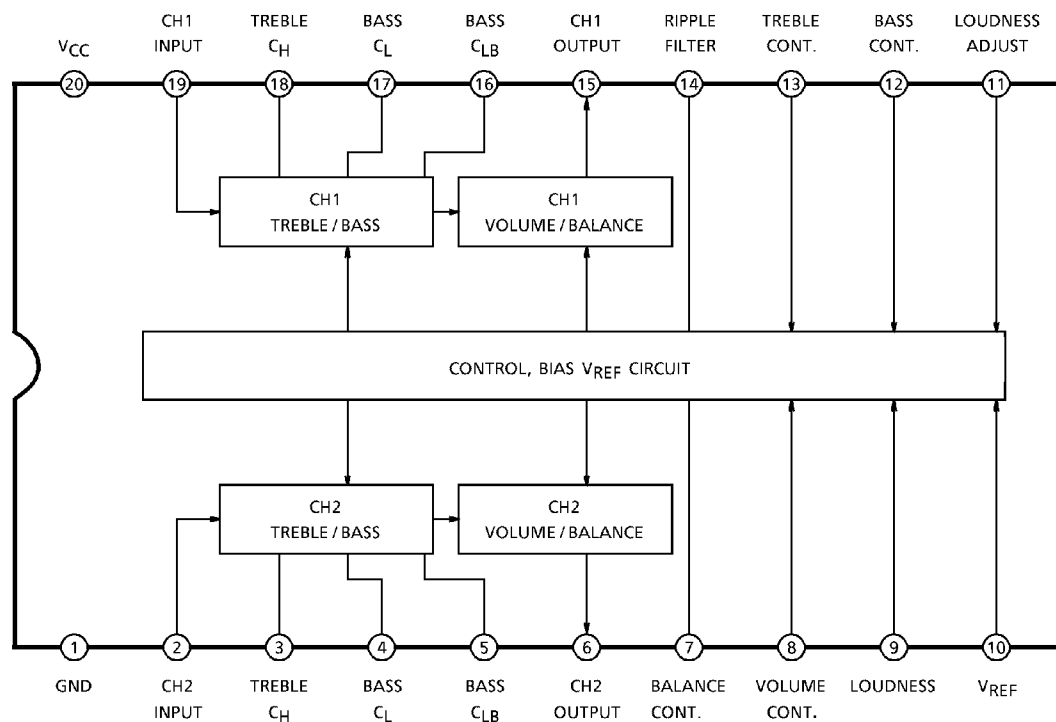 CH1 TREBLE BASS BASS CH1 RIPPLE TREBLE BASS LOUDNESS
VCC INPUT CH CL CLB OUTPUT FILTER CONT. CONT. ADJUST
20 19 18 17 16 15 14 13 12 11
CH1 CH1
TREBLE / BASS VOLUME / BALANCE
CONTROL, BIAS VREF CIRCUIT
CH2 CH2
TREBLE / BASS VOLUME / BALANCE
1 2 3 4 5 6 7 8 9 10
GND CH2 TREBLE BASS BASS CH2 BALANCE VOLUME LOUDNESS VREF
INPUT CH CL CLB OUTPUT CONT. CONT.